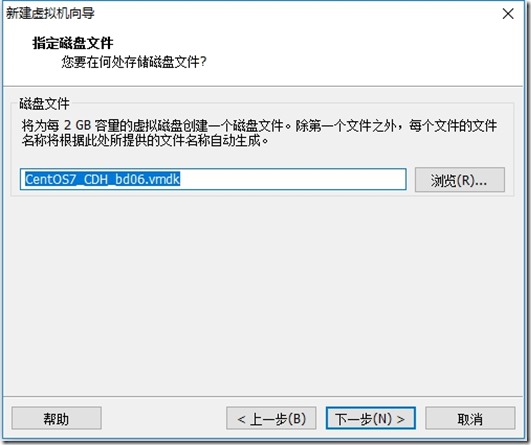 新建虚拟机向导
指定磁盘文件
您要在何处存储磁盘文件?
磁盘文件
将为每 2 GB 容量的虚拟磁盘创建一个磁盘文件。除第一个文件之外，每个文件的文件
名称将根据此处所提供的文件名称自动生成。
CentOS7_CDH_bd06.vmdk
浏览(R)...
帮助
< 上一步(B)
下一步(N) >
取消